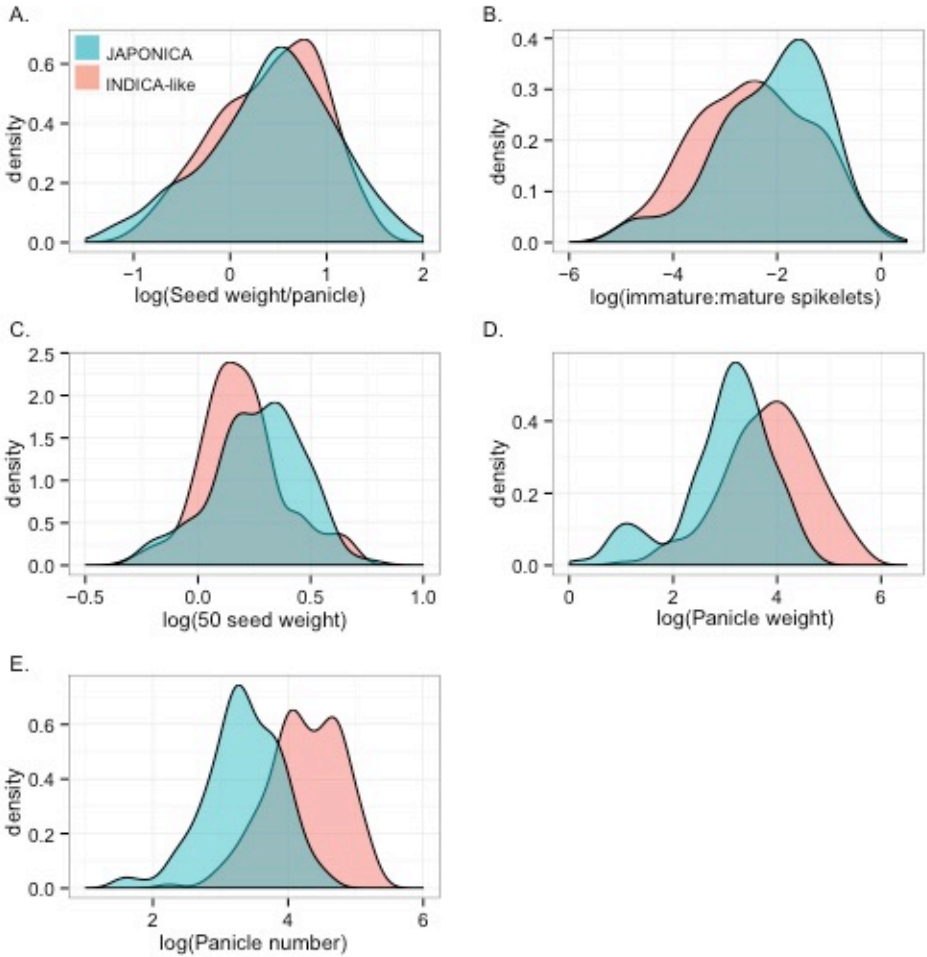 A.
JAPONICA
INDICA-like
density
0.6
0.4
0.2
0.0
−1 0 1 2
log(Seed weight/panicle)
B.
density
0.4
0.3
0.2
0.1
0.0
−6 −4 −2 0
log(immature:mature spikelets)
C.
density
2.5
2.0
1.5
1.0
0.5
0.0
−0.5 0.0 0.5 1.0
log(50 seed weight)
D.
density
0.4
0.2
0.0
0 2 4 6
log(Panicle weight)
E.
density
0.6
0.4
0.2
0.0
2 4 6
log(Panicle number)